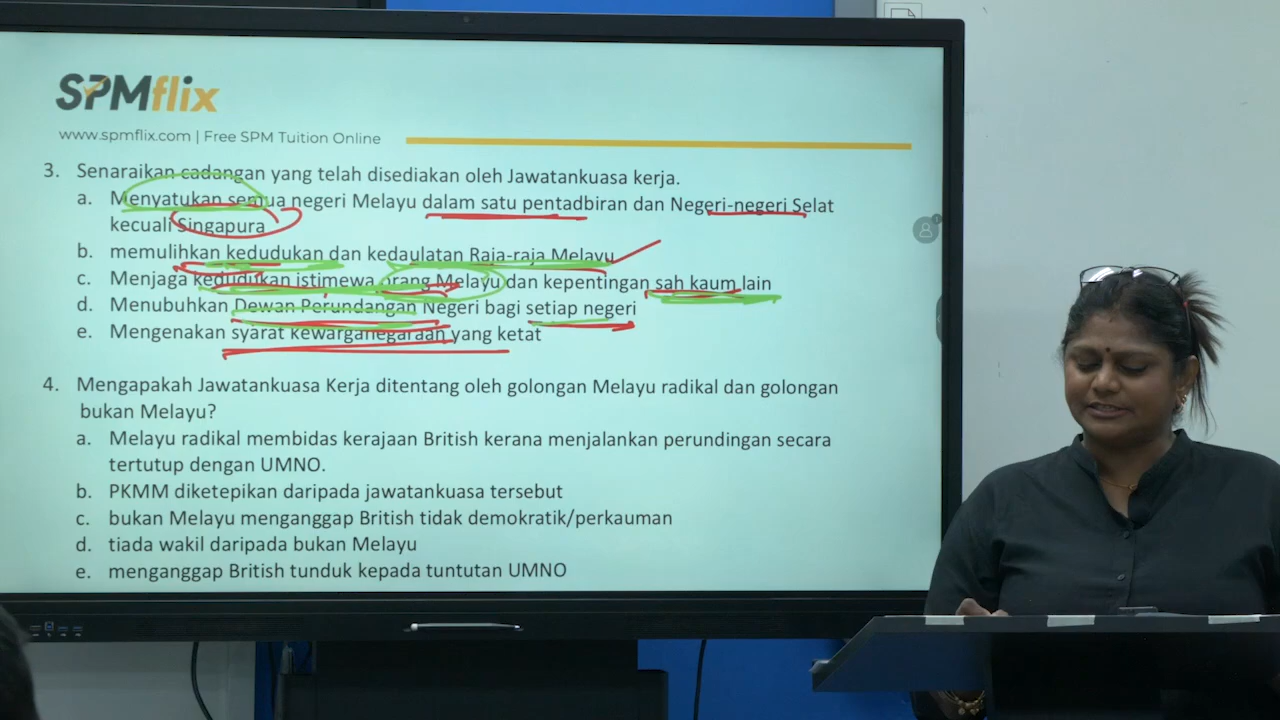 SPMflix
www.spmflix.com | Free SPM Tuition Online
3. Senaraikan cadangan yang telah disediakan oleh Jawatankuasa kerja.
a. Menyatukan semua negeri Melayu dalam satu pentadbiran dan Negeri-negeri Selat
kecuali Singapura
b. memulihkan kedudukan dan kedaulatan Raja-raja Melayu
c. Menjaga kedudukan istimewa orang Melayu dan kepentingan sah kaum lain
d. Menubuhkan Dewan Perundangan Negeri bagi setiap negeri
e. Mengenakan syarat kewarganegaraan yang ketat
4. Mengapakah Jawatankuasa Kerja ditentang oleh golongan Melayu radikal dan golongan
bukan Melayu?
a. Melayu radikal membidas kerajaan British kerana menjalankan perundingan secara
tertutup dengan UMNO.
b. PKMM diketepikan daripada jawatankuasa tersebut
c. bukan Melayu menganggap British tidak demokratik/perkauman
d. tiada wakil daripada bukan Melayu
e. menganggap British tunduk kepada tuntutan UMNO